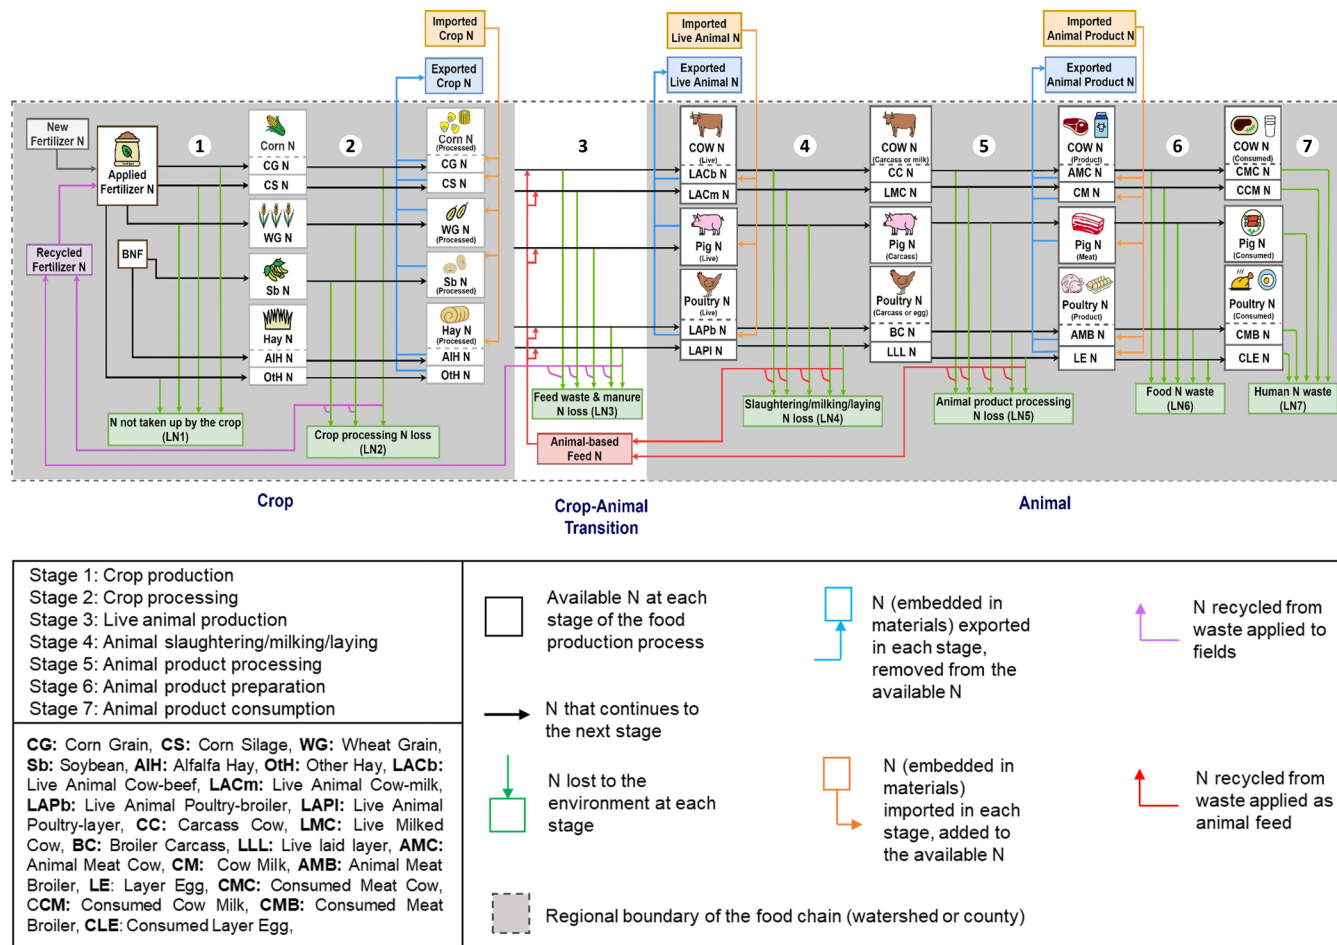 Imported
Crop N
Imported
Live Animal N
Imported
Animal Product N
Exported
Crop N
Exported
Live Animal N
Exported
Animal Product N
New
Fertilizer N
Applied
Fertilizer N
Recycled
Fertilizer N
BNF
1
Corn N
CG N
CS N
WG N
Sb N
Hay N
AlH N
OtH N
2
Corn N
(Processed)
CG N
CS N
WG N
(Processed)
Sb N
(Processed)
Hay N
(Processed)
AlH N
OtH N
3
COW N
(Live)
LACb N
LACm N
Pig N
(Live)
Poultry N
(Live)
LAPb N
LAPl N
4
COW N
(Carcass or milk)
CC N
LMC N
Pig N
(Carcass)
Poultry N
(Carcass or egg)
BC N
LLL N
5
COW N
(Product)
AMC N
CM N
Pig N
(Meat)
Poultry N
(Product)
AMB N
LE N
6
COW N
(Consumed)
CMC N
CCM N
Pig N
(Consumed)
Poultry N
(Consumed)
CMB N
CLE N
7
N not taken up by the crop
(LN1)
Crop processing N loss
(LN2)
Feed waste & manure
N loss (LN3)
Animal-based
Feed N
Slaughtering/milking/laying
N loss (LN4)
Animal product processing
N loss (LN5)
Food N waste
(LN6)
Human N waste
(LN7)
Crop
Crop-Animal
Transition
Animal
Stage 1: Crop production
Stage 2: Crop processing
Stage 3: Live animal production
Stage 4: Animal slaughtering/milking/laying
Stage 5: Animal product processing
Stage 6: Animal product preparation
Stage 7: Animal product consumption
CG: Corn Grain, CS: Corn Silage, WG: Wheat Grain,
Sb: Soybean, AlH: Alfalfa Hay, OtH: Other Hay, LACb:
Live Animal Cow-beef, LACm: Live Animal Cow-milk,
LAPb: Live Animal Poultry-broiler, LAPl: Live Animal
Poultry-layer, CC: Carcass Cow, LMC: Live Milked
Cow, BC: Broiler Carcass, LLL: Live laid layer, AMC:
Animal Meat Cow, CM: Cow Milk, AMB: Animal Meat
Broiler, LE: Layer Egg, CMC: Consumed Meat Cow,
CCM: Consumed Cow Milk, CMB: Consumed Meat
Broiler, CLE: Consumed Layer Egg,
Available N at each
stage of the food
production process
N that continues to
the next stage
N lost to the
environment at each
stage
N (embedded in
materials) exported
in each stage,
removed from the
available N
N (embedded in
materials)
imported in each
stage, added to
the available N
N recycled from
waste applied to
fields
N recycled from
waste applied as
animal feed
Regional boundary of the food chain (watershed or county)